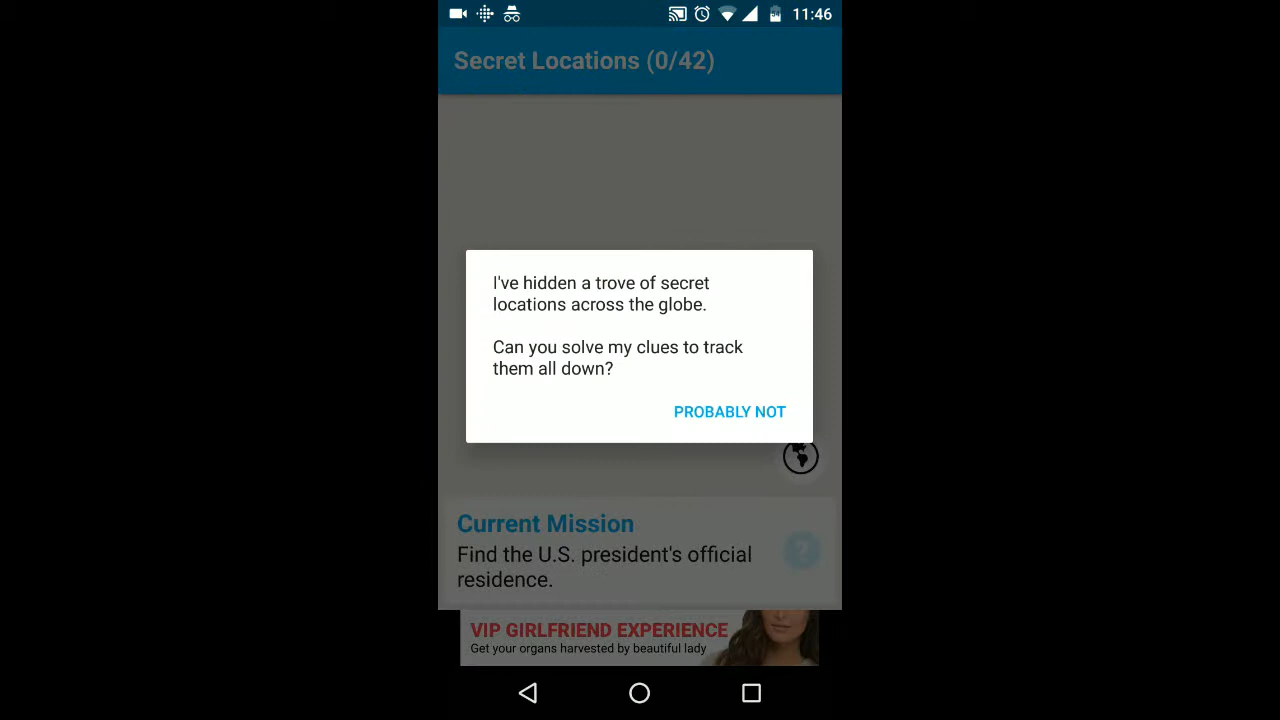 11:46
Secret Locations (0/42)
I've hidden a trove of secret
locations across the globe.
Can you solve my clues to track
them all down?
PROBABLY NOT
Current Mission
Find the U.S. president's official
residence.
?
VIP GIRLFRIEND EXPERIENCE
Get your organs harvested by beautiful lady